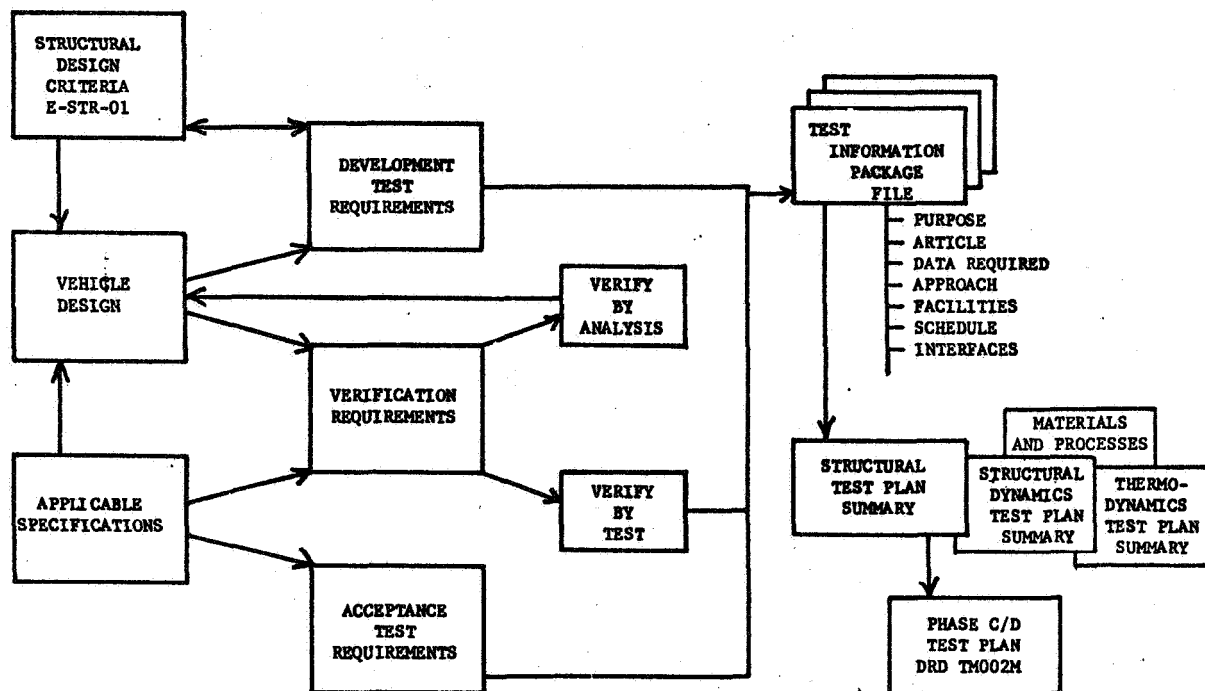 STRUCTURAL
DESIGN
CRITERIA
E-STR-01
DEVELOPMENT
TEST
REQUIREMENTS
VEHICLE
DESIGN
VERIFY
BY
ANALYSIS
VERIFICATION
REQUIREMENTS
APPLICABLE
SPECIFICATIONS
VERIFY
BY
TEST
ACCEPTANCE
TEST
REQUIREMENTS
TEST
INFORMATION
PACKAGE
FILE
PURPOSE
ARTICLE
DATA REQUIRED
APPROACH
FACILITIES
SCHEDULE
INTERFACES
STRUCTURAL
TEST PLAN
SUMMARY
MATERIALS
AND PROCESSES
STRUCTURAL
DYNAMICS
TEST PLAN
SUMMARY
THERMO-
DYNAMICS
TEST PLAN
SUMMARY
PHASE C/D
TEST PLAN
DRD TM002M